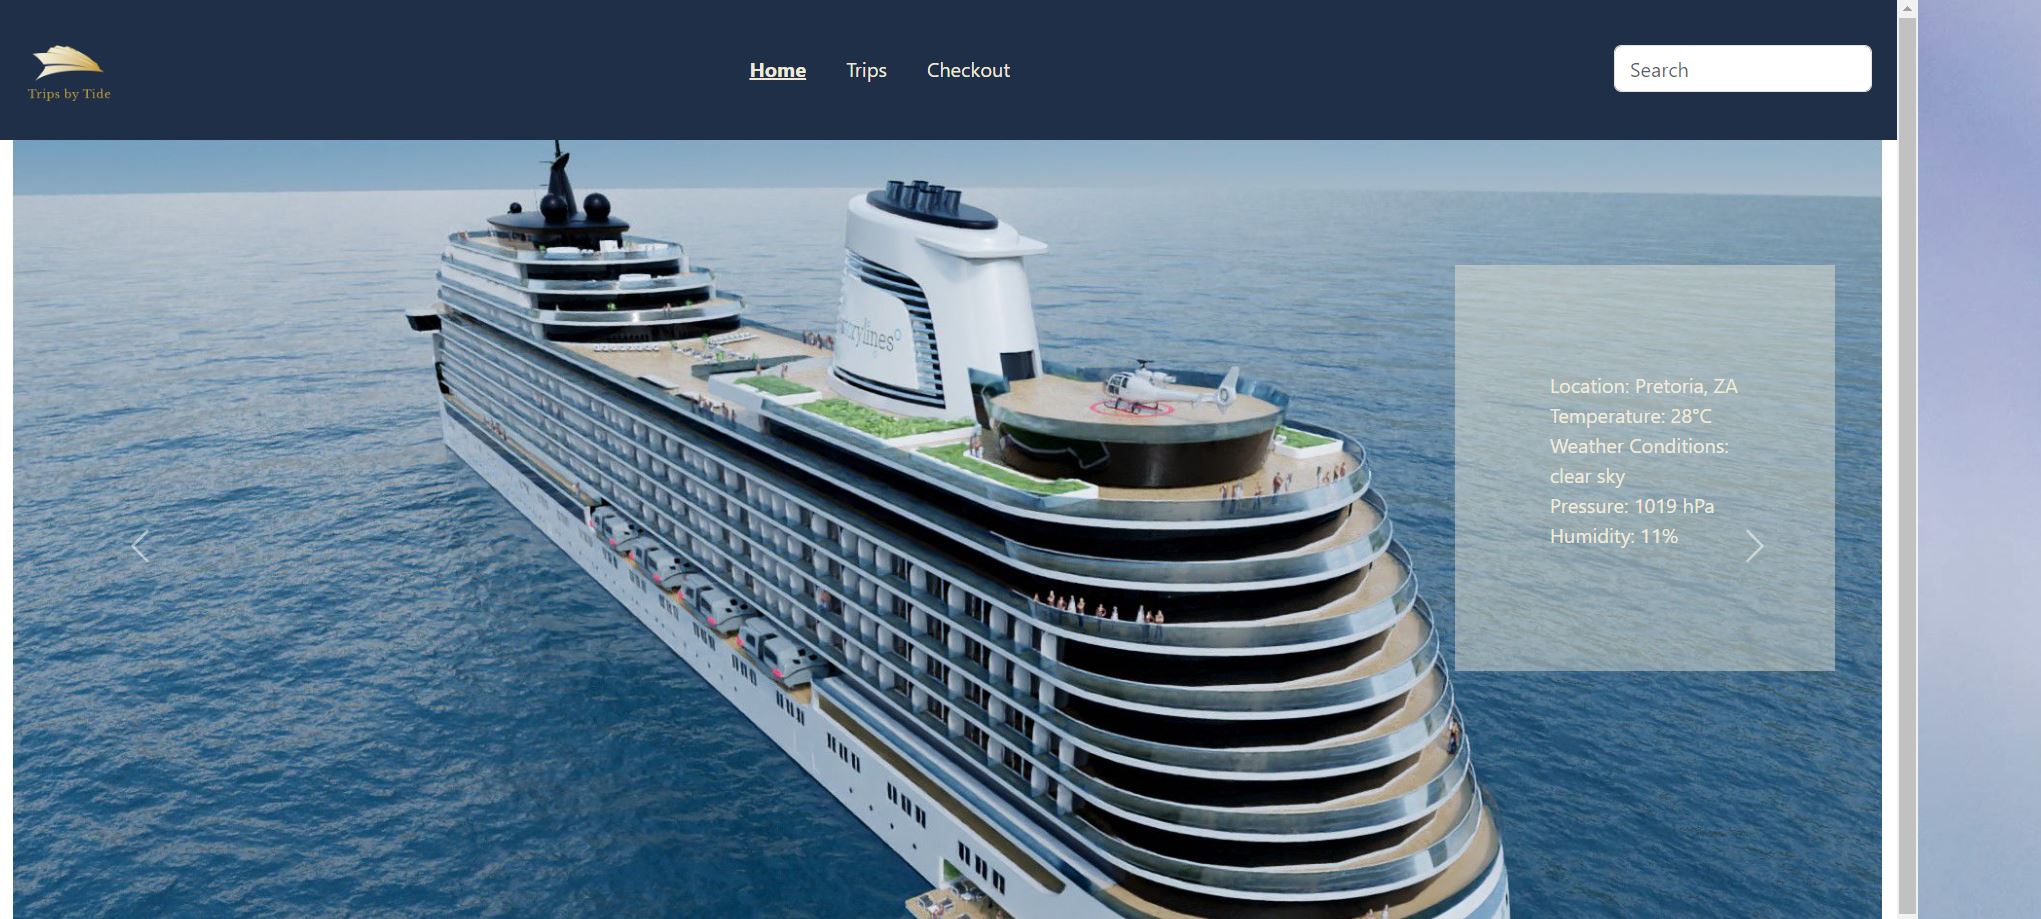 Trips by Tide
Home
Trips
Checkout
Search
storylines
Location: Pretoria, ZA
Temperature: 28°C
Weather Conditions:
clear sky
Pressure: 1019 hPa
Humidity: 11%